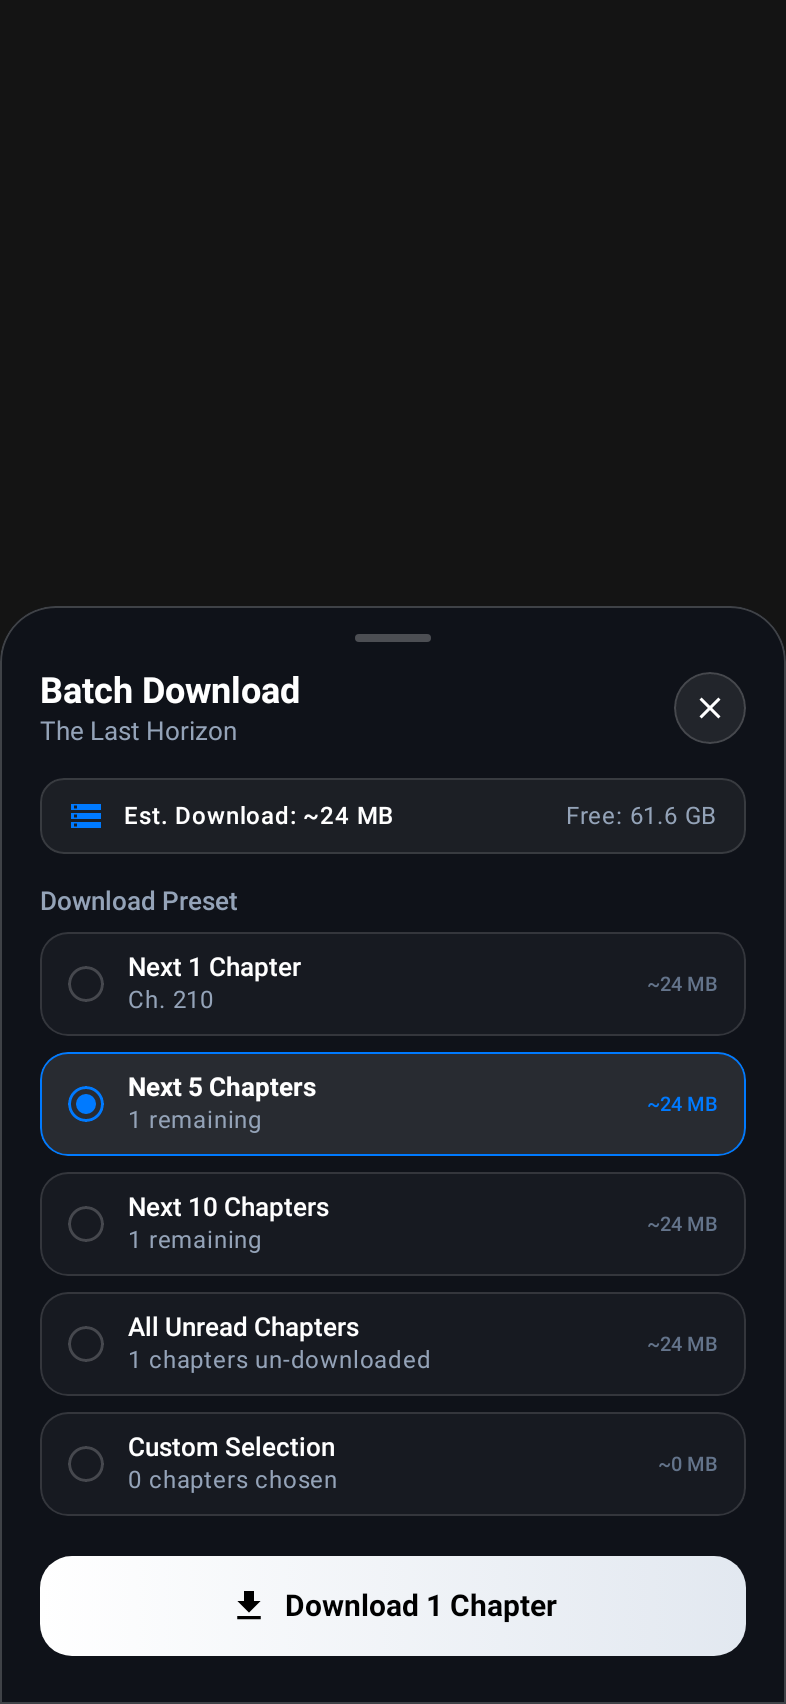 Batch Download
The Last Horizon
Est. Download: ~24 MB
Free: 61.6 GB
Download Preset
Next 1 Chapter
Ch. 210
~24 MB
Next 5 Chapters
1 remaining
~24 MB
Next 10 Chapters
1 remaining
~24 MB
All Unread Chapters
1 chapters un-downloaded
~24 MB
Custom Selection
0 chapters chosen
~0 MB
Download 1 Chapter